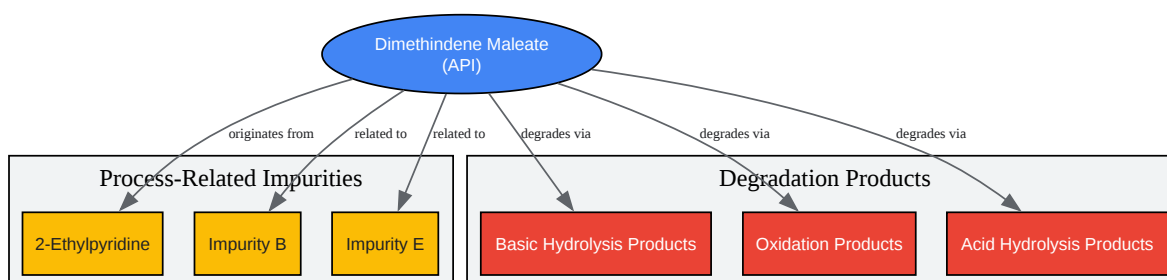 Dimethindene Maleate
(API)
originates from
related to
related to
degrades via
degrades via
degrades via
Process-Related Impurities
Degradation Products
2-Ethylpyridine
Impurity B
Impurity E
Basic Hydrolysis Products
Oxidation Products
Acid Hydrolysis Products